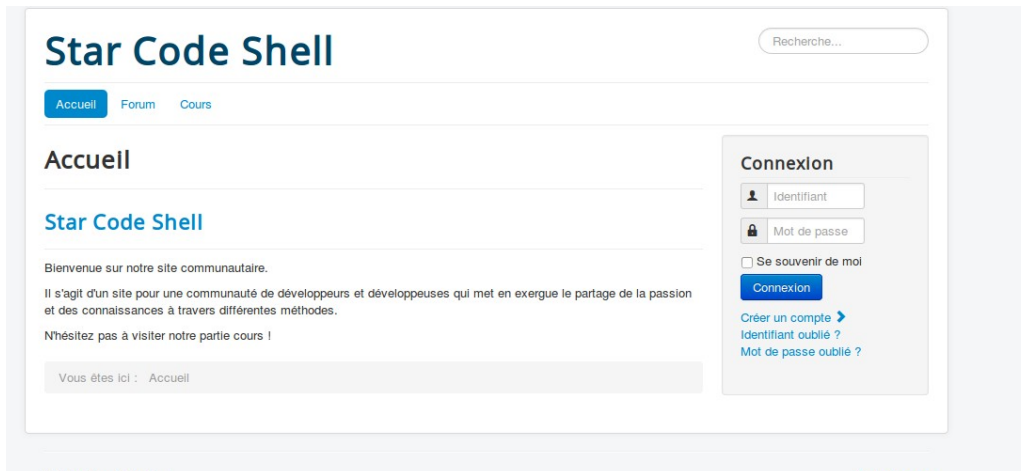 Star Code Shell
Recherche...
Accueil Forum Cours
Accueil
Star Code Shell
Bienvenue sur notre site communautaire.
Il s'agit d'un site pour une communauté de développeurs et développeuses qui met en exergue le partage de la passion
et des connaissances à travers différentes méthodes.
N'hésitez pas à visiter notre partie cours !
Vous êtes ici : Accueil
Connexion
Identifiant
Mot de passe
Se souvenir de moi
Connexion
Créer un compte
Identifiant oublié ?
Mot de passe oublié ?